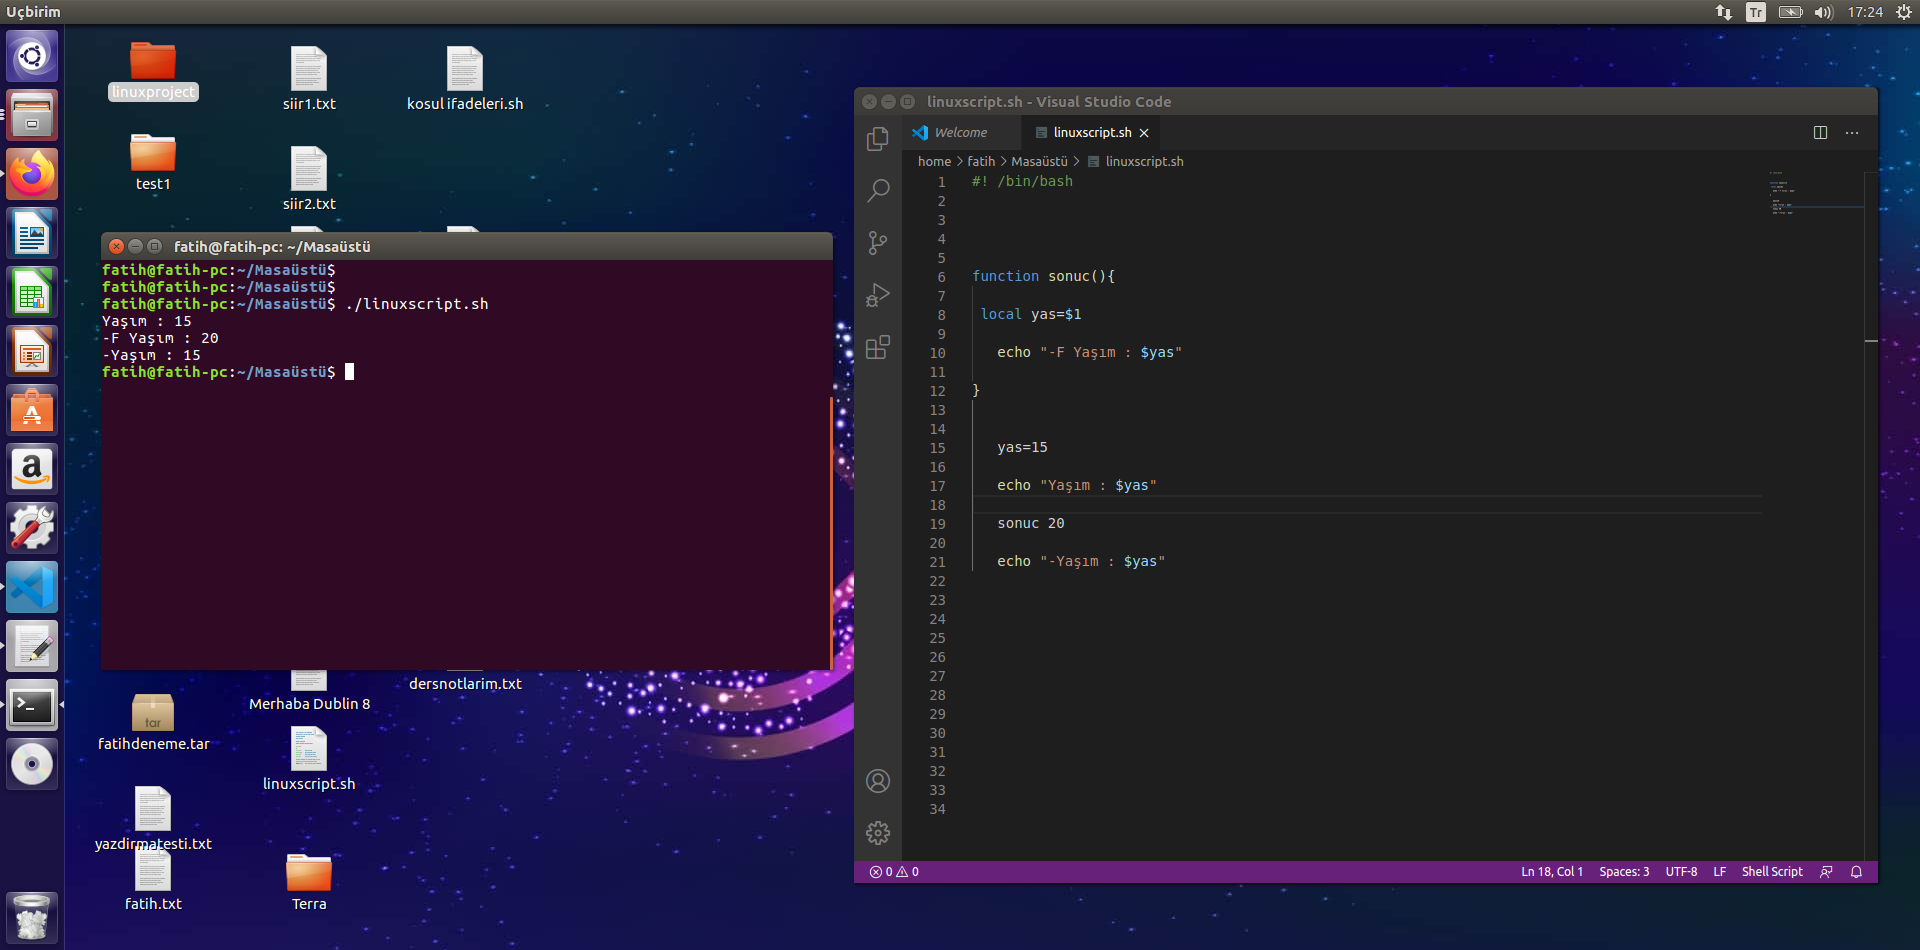 Uçbirim
Tr
17:24
linuxproject
siir1.txt
kosul ifadeleri.sh
test1
siir2.txt
fatih@fatih-pc: ~/Masaüstü
fatih@fatih-pc:~/Masaüstü$
fatih@fatih-pc:~/Masaüstü$
fatih@fatih-pc:~/Masaüstü$ ./linuxscript.sh
Yaşım : 15
-F Yaşım : 20
-Yaşım : 15
fatih@fatih-pc:~/Masaüstü$
dersnotlarim.txt
Merhaba Dublin 8
tar
fatihdeneme.tar
linuxscript.sh
yazdirmatesti.txt
fatih.txt
Terra
linuxscript.sh - Visual Studio Code
Welcome
linuxscript.sh
home > fatih > Masaüstü > linuxscript.sh
1 #! /bin/bash
2
3
4
5
6 function sonuc(){
7
8 local yas=$1
9
10 echo "-F Yaşım : $yas"
11
12 }
13
14
15 yas=15
16
17 echo "Yaşım : $yas"
18
19 sonuc 20
20
21 echo "-Yaşım : $yas"
22
23
24
25
26
27
28
29
30
31
32
33
34
0 0
Ln 18, Col 1 Spaces: 3 UTF-8 LF Shell Script